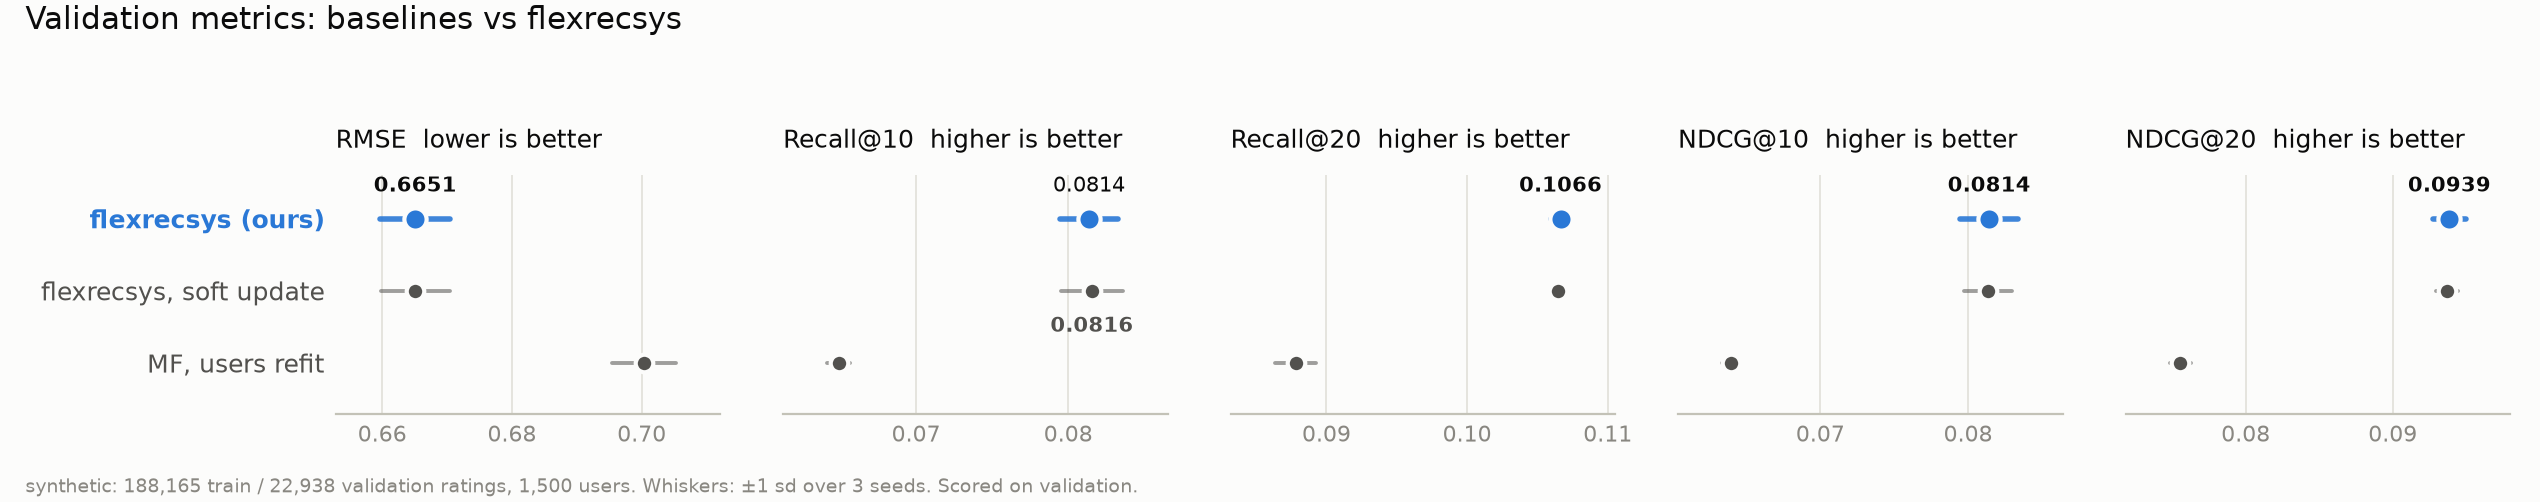 Validation metrics: baselines vs flexrecsys
RMSE  lower is better
Recall@10  higher is better
Recall@20  higher is better
NDCG@10  higher is better
NDCG@20  higher is better
0.6651
0.0814
0.1066
0.0814
0.0939
flexrecsys (ours)
flexrecsys, soft update
0.0816
MF, users refit
0.66 0.68 0.70
0.07 0.08
0.09 0.10 0.11
0.07 0.08
0.08 0.09
synthetic: 188,165 train / 22,938 validation ratings, 1,500 users. Whiskers: ±1 sd over 3 seeds. Scored on validation.